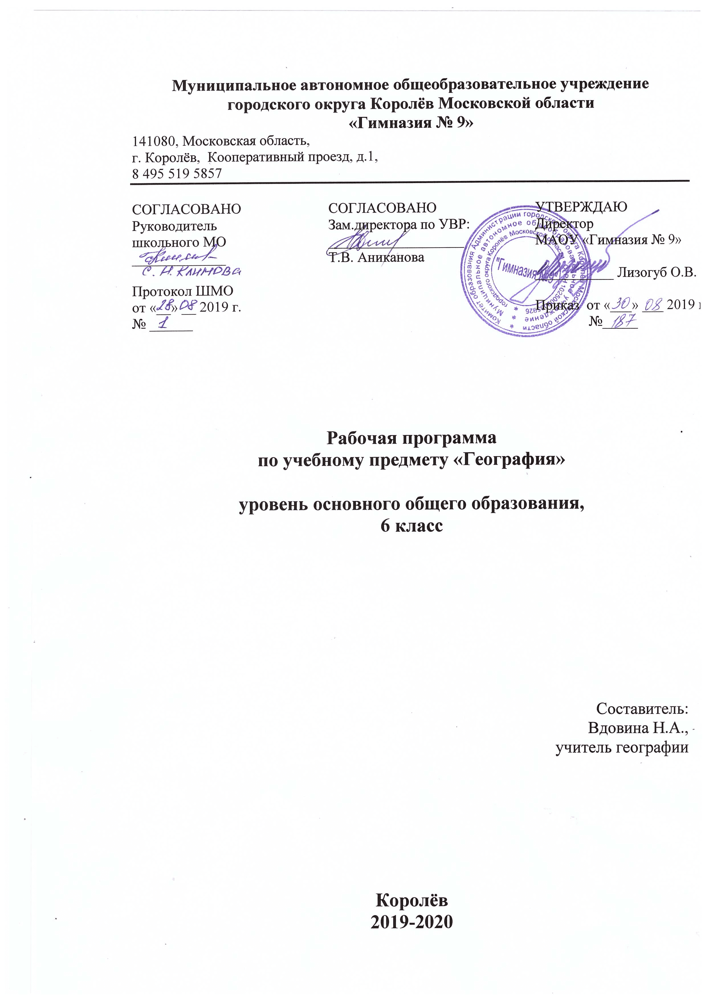 Муниципальное автономное общеобразовательное учреждение
городского округа Королёв Московской области
«Гимназия № 9»
141080, Московская область,
г. Королёв, Кооперативный проезд, д.1,
8 495 519 5857
СОГЛАСОВАНО
Руководитель
школьного МО
С. Н. Климова
Протокол ШМО
от «28» 08 2019 г.
№ 1
СОГЛАСОВАНО
Зам.директора по УВР:
Т.В. Аниканова
УТВЕРЖДАЮ
Директор
МАОУ «Гимназия № 9»
Лизогуб О.В.
Приказ от «30» 08 2019 г
№ 187
Комитет образования Администрации городского округа Королёв Московской области
Муниципальное автономное общеобразовательное учреждение
городского округа Королёв Московской области
"Гимназия №9"
Рабочая программа
по учебному предмету «География»
уровень основного общего образования,
6 класс
Составитель:
Вдовина Н.А.,
учитель географии
Королёв
2019-2020